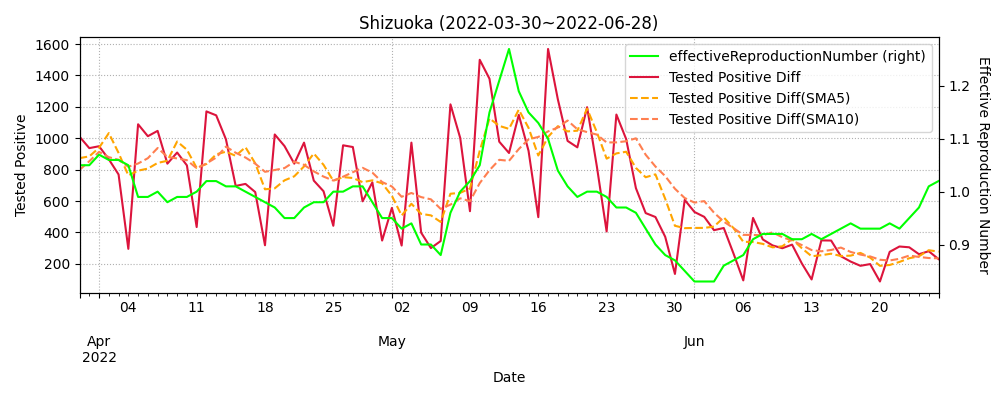 Shizuoka (2022-03-30~2022-06-28)
effectiveReproductionNumber (right)
Tested Positive Diff
Tested Positive Diff(SMA5)
Tested Positive Diff(SMA10)
Tested Positive
1600
1400
1200
1000
800
600
400
200
1.2
1.1
1.0
0.9
Effective Reproduction Number
04 11 18 25 02 09 16 23 30 06 13 20
Apr May Jun
2022
Date